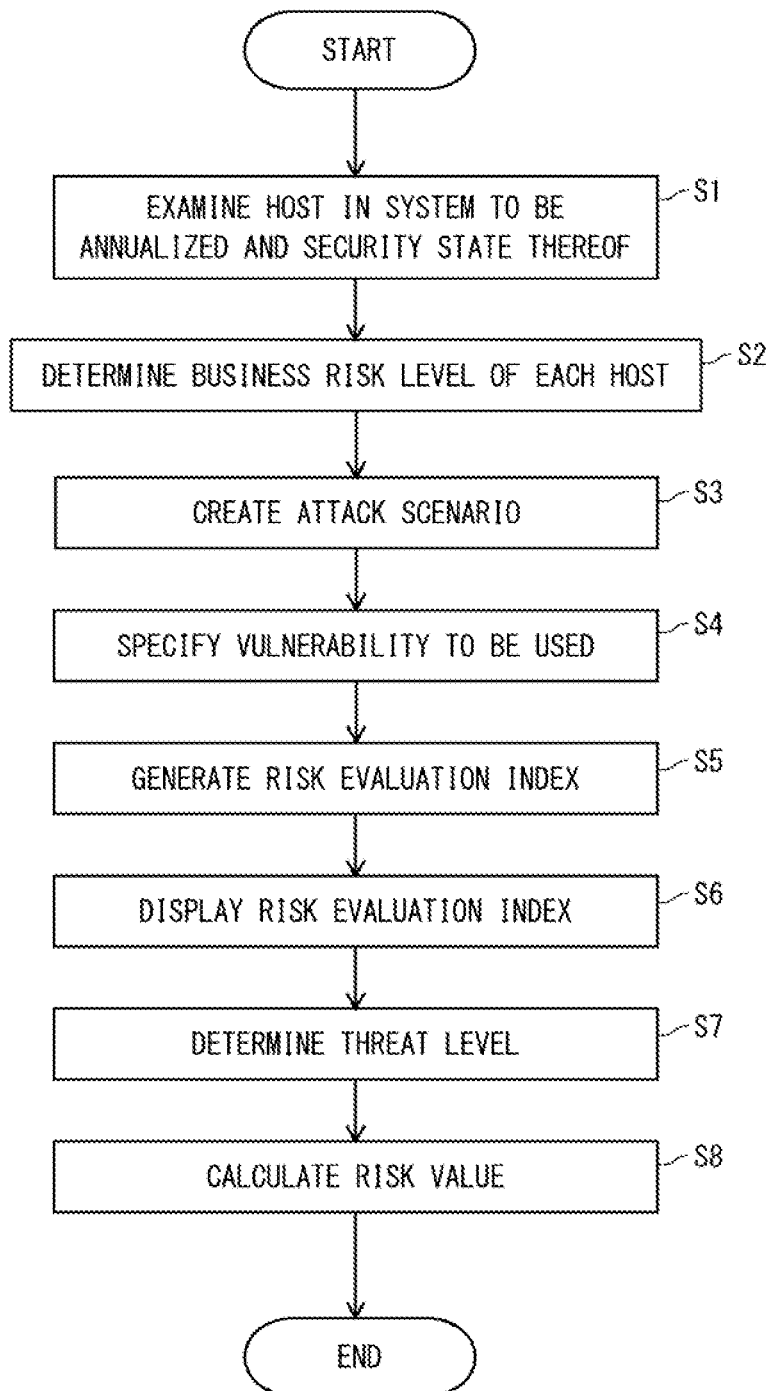 START
EXAMINE HOST IN SYSTEM TO BE
ANNUALIZED AND SECURITY STATE THEREOF
S1
DETERMINE BUSINESS RISK LEVEL OF EACH HOST
S2
CREATE ATTACK SCENARIO
S3
SPECIFY VULNERABILITY TO BE USED
S4
GENERATE RISK EVALUATION INDEX
S5
DISPLAY RISK EVALUATION INDEX
S6
DETERMINE THREAT LEVEL
S7
CALCULATE RISK VALUE
S8
END